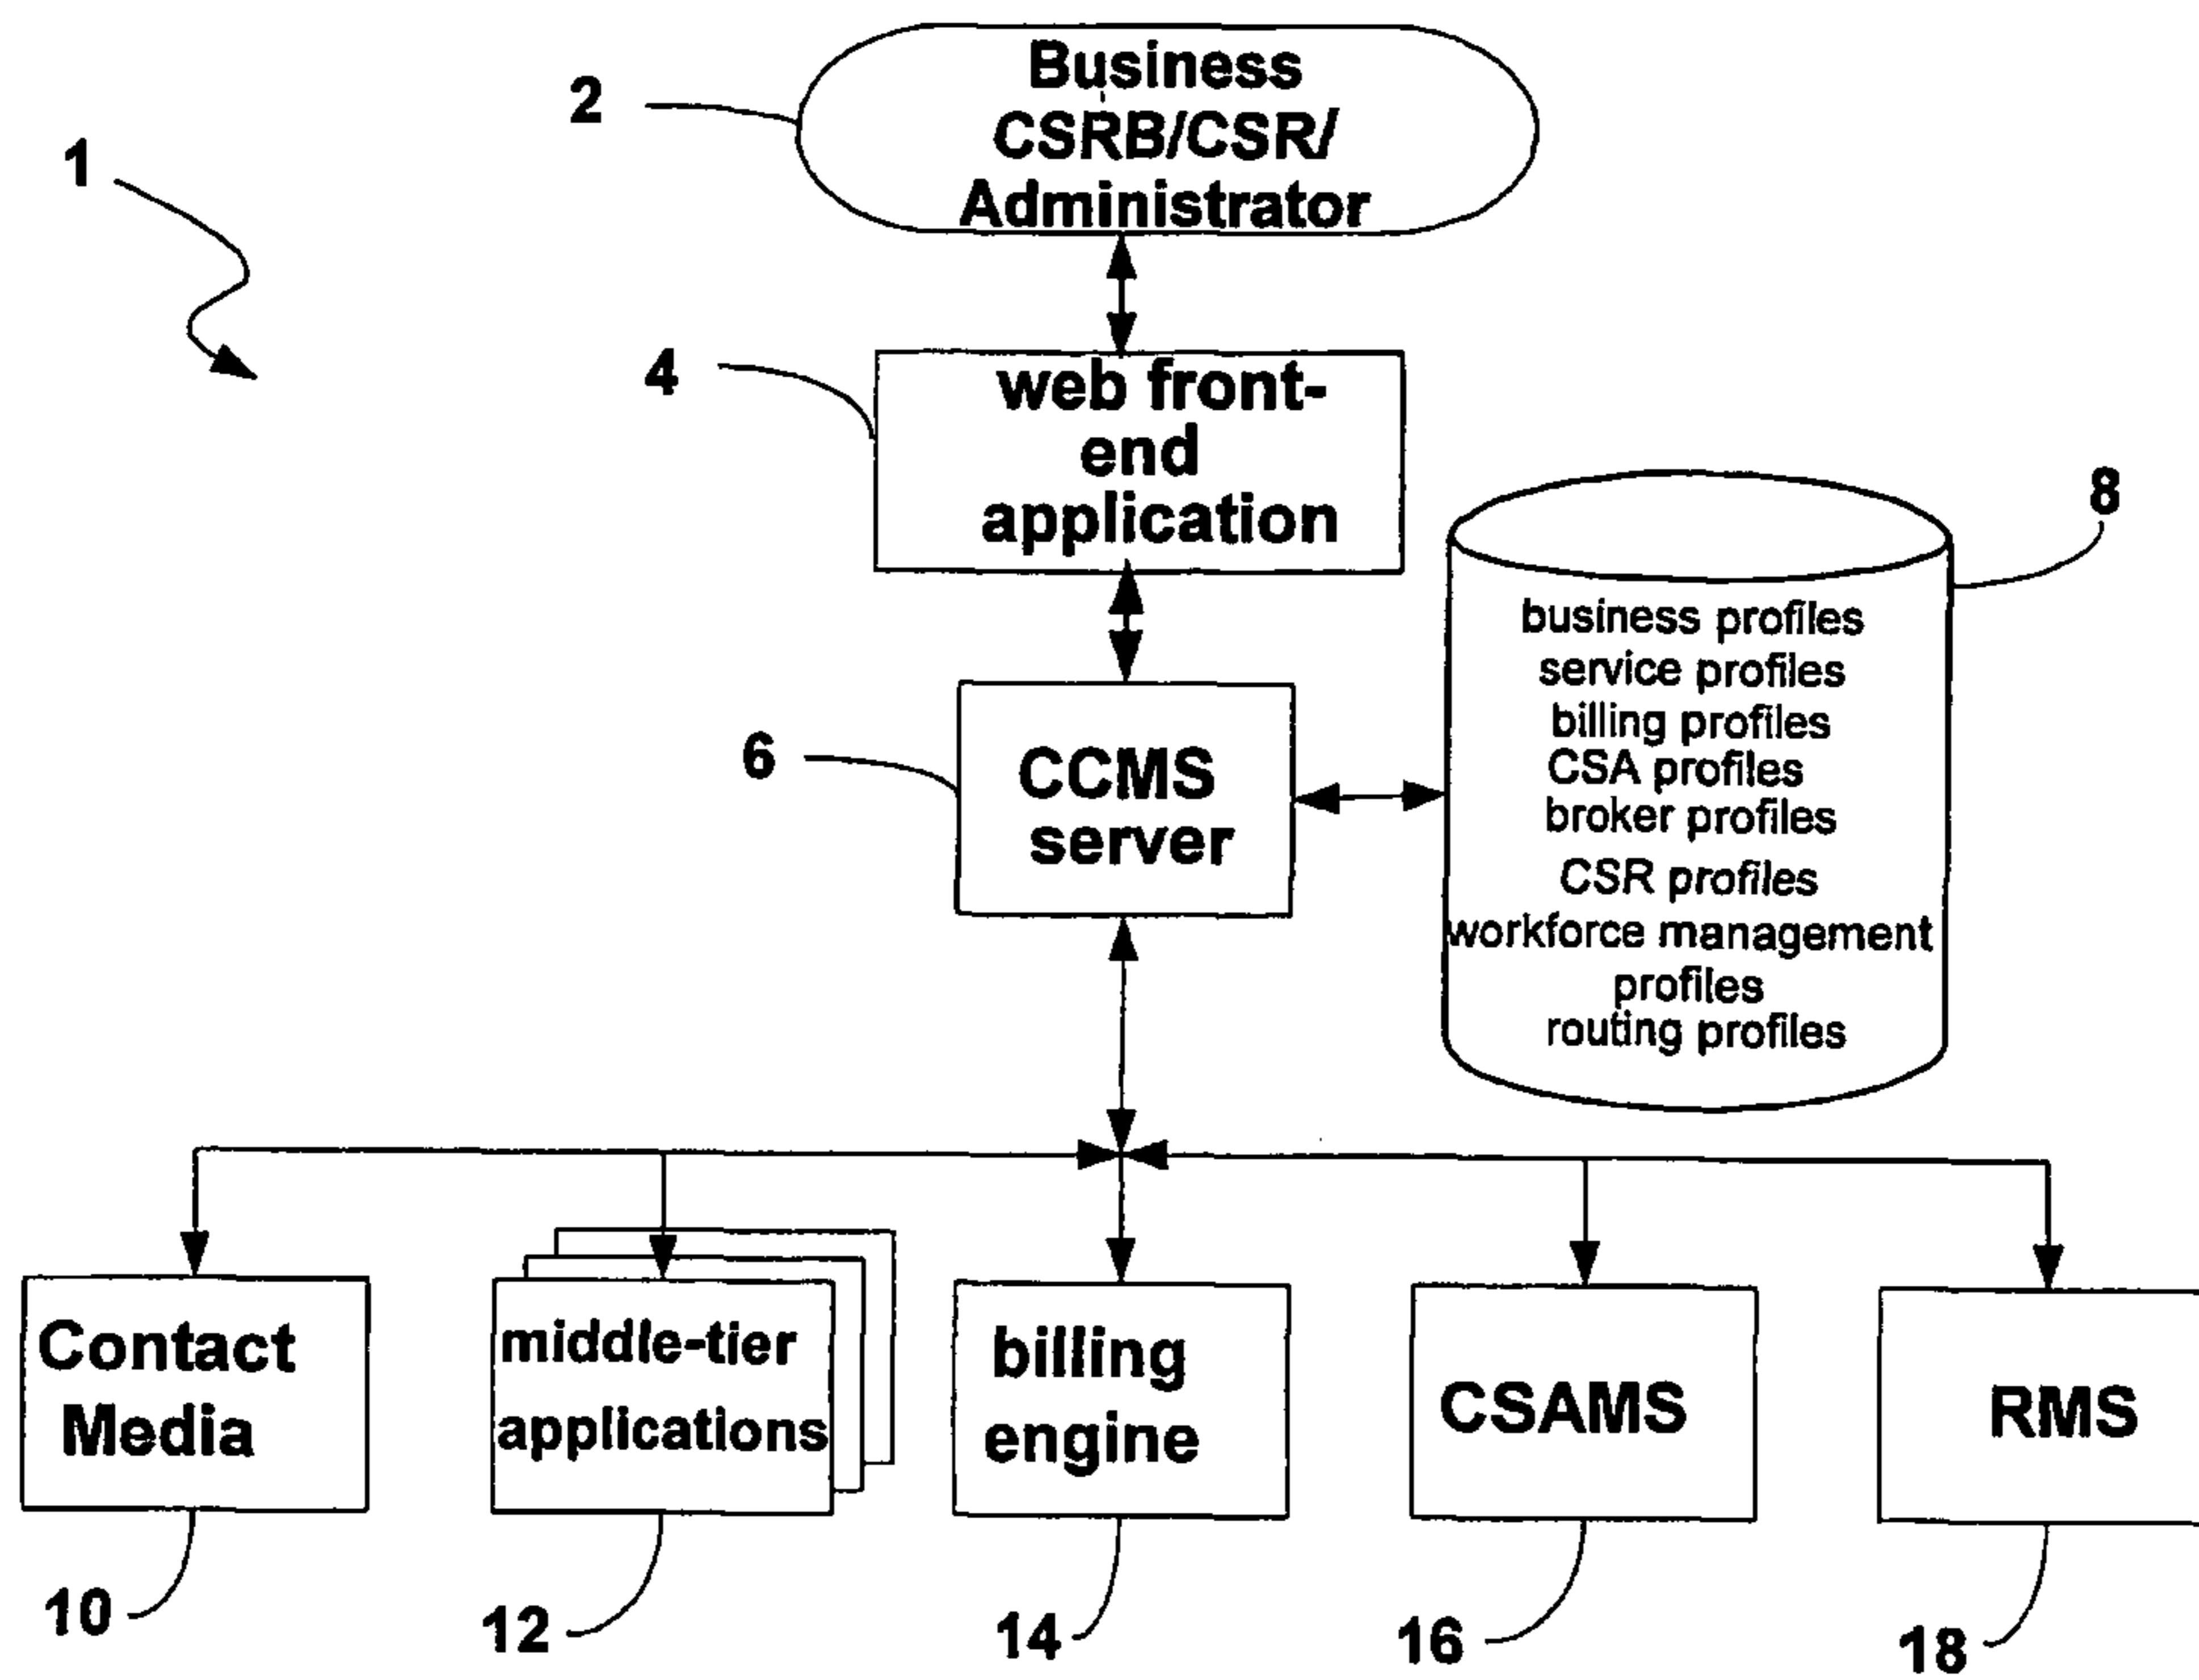 Business
CSRB/CSR/
Administrator
2
1
web front-
end
application
4
8
business profiles
service profiles
billing profiles
CSA profiles
broker profiles
CSR profiles
workforce management
profiles
routing profiles
CCMS
server
6
Contact
Media
middle-tier
applications
billing
engine
CSAMS
RMS
10
12
14
16
18